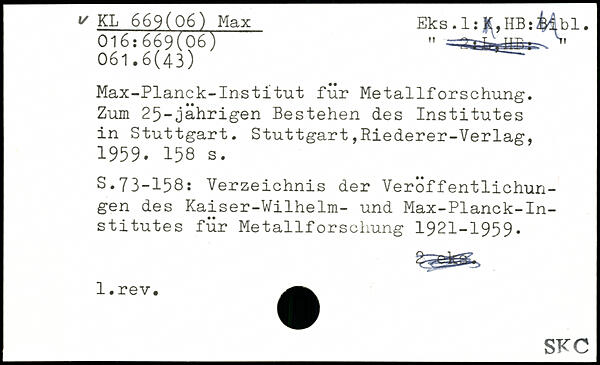 ✓ KL 669(06) Max Eks.1:K,HB:Bibl.
016:669(06) " 2:L,HB: "
061.6(43)
Max-Planck-Institut für Metallforschung.
Zum 25-jährigen Bestehen des Institutes
in Stuttgart. Stuttgart,Riederer-Verlag,
1959. 158 s.
S.73-158: Verzeichnis der Veröffentlichun-
gen des Kaiser-Wilhelm- und Max-Planck-In-
stitutes für Metallforschung 1921-1959.
2 eks.
1.rev.
SKC